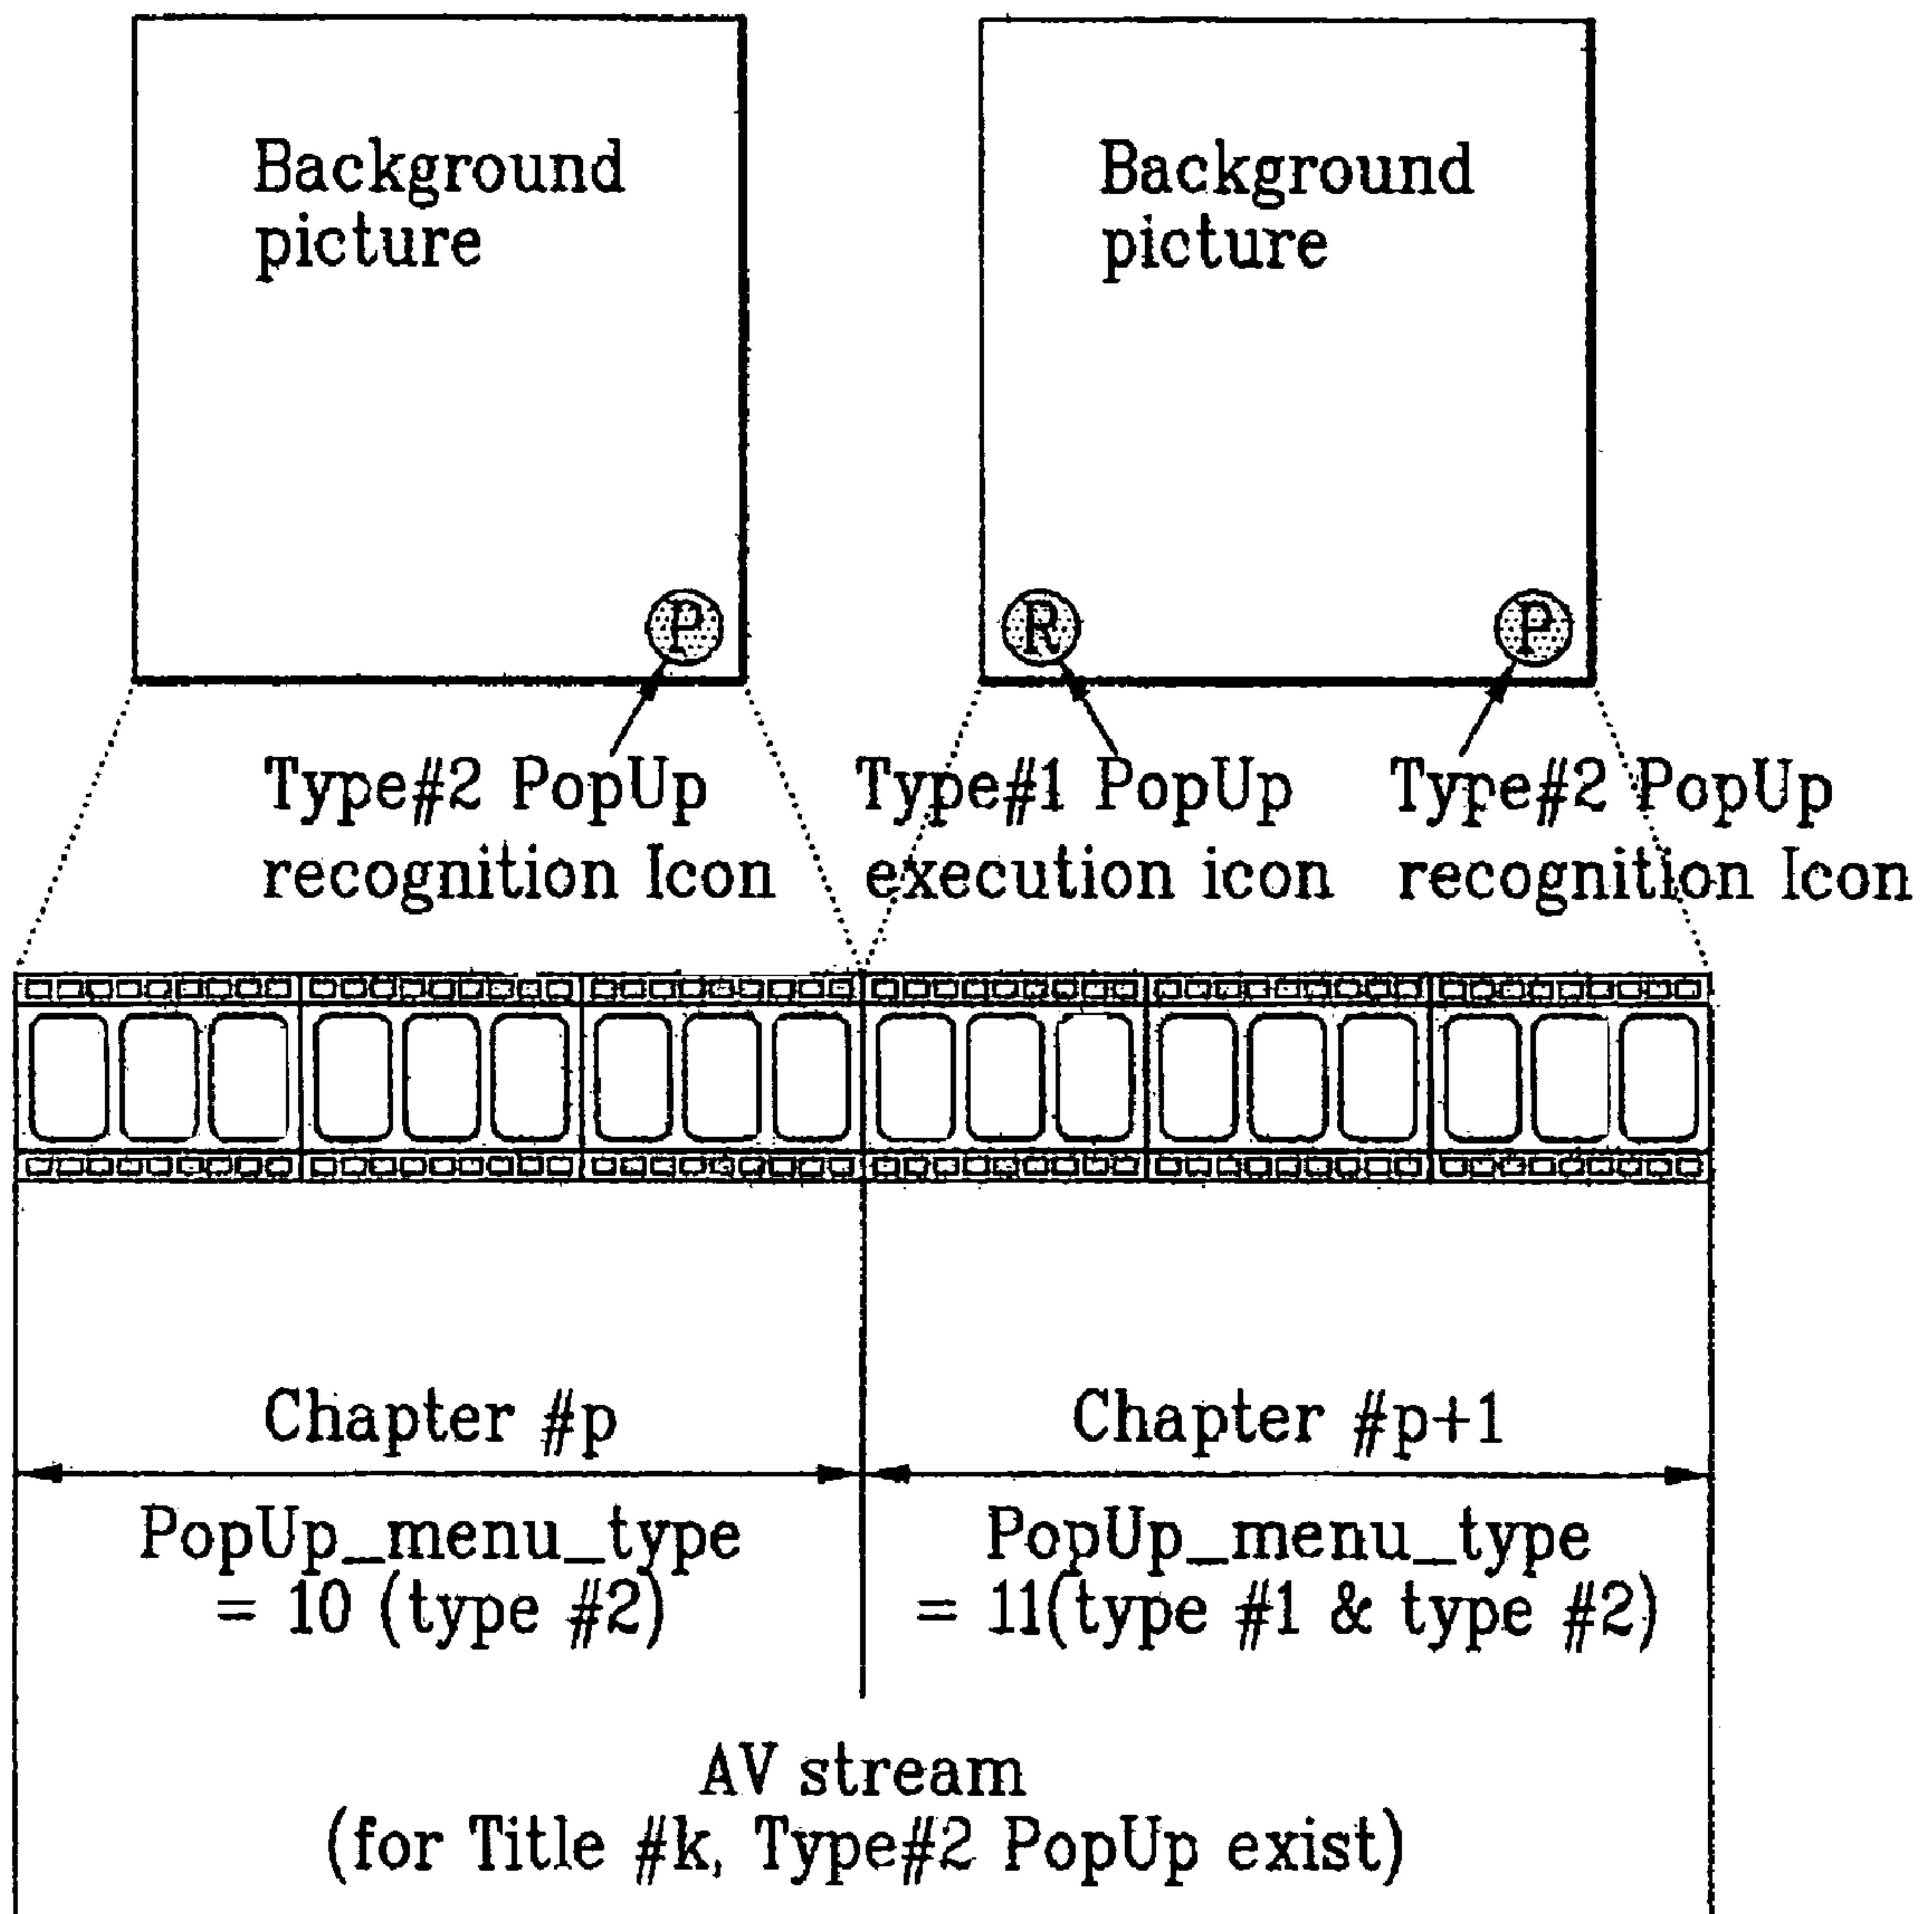 Background
picture
Background
picture
P
R
P
Type#2 PopUp
recognition Icon
Type#1 PopUp
execution icon
Type#2 PopUp
recognition Icon
Chapter #p
PopUp_menu_type
= 10 (type #2)
Chapter #p+1
PopUp_menu_type
= 11(type #1 & type #2)
AV stream
(for Title #k, Type#2 PopUp exist)